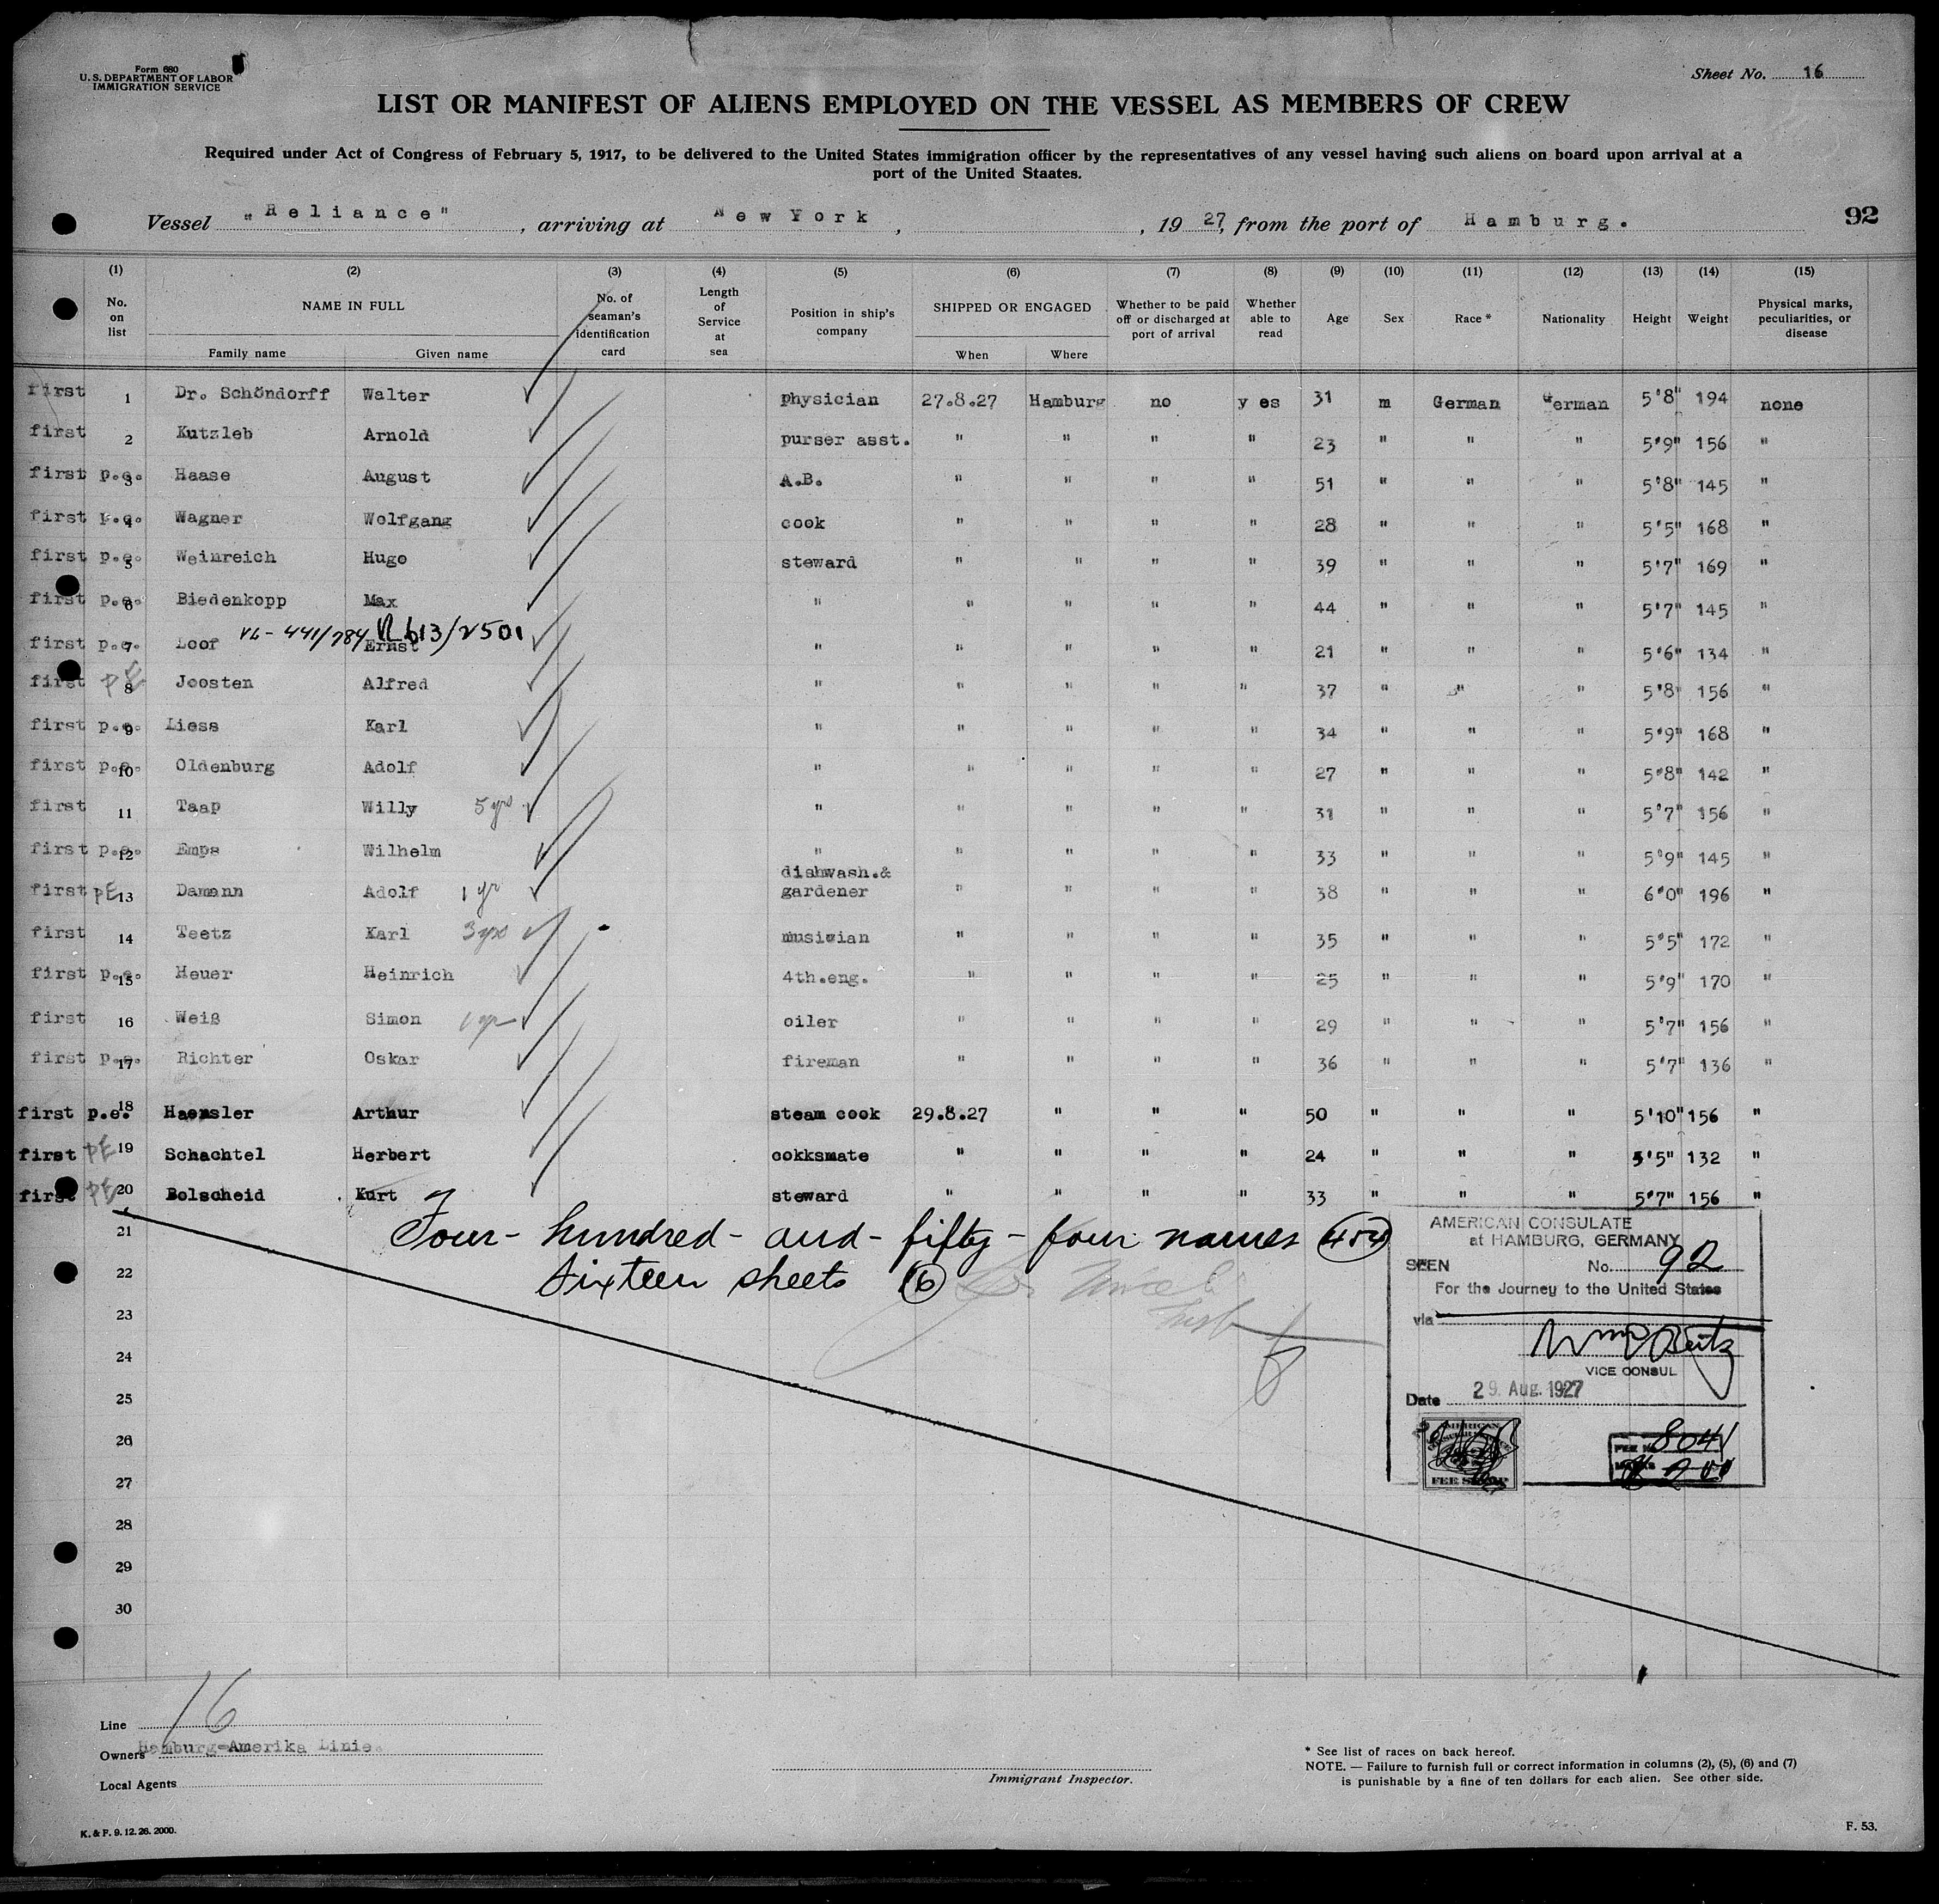 Form 680
U. S. DEPARTMENT OF LABOR
IMMIGRATION SERVICE
Sheet No. 16
LIST OR MANIFEST OF ALIENS EMPLOYED ON THE VESSEL AS MEMBERS OF CREW
Required under Act of Congress of February 5, 1917, to be delivered to the United States immigration officer by the representatives of any vessel having such aliens on board upon arrival at a
port of the United Staates.
Vessel "Reliance", arriving at New York, , 1927, from the port of Hamburg. 92
(1) (2) (3) (4) (5) (6) (7) (8) (9) (10) (11) (12) (13) (14) (15)
No. on list NAME IN FULL Family name Given name No. of seaman's identification card Length of Service at sea Position in ship's company SHIPPED OR ENGAGED When Where Whether to be paid off or discharged at port of arrival Whether able to read Age Sex Race * Nationality Height Weight Physical marks, peculiarities, or disease
first 1 Dr. Schöndorff Walter physician 27.8.27 Hamburg no y es 31 m German German 5'8" 194 none
first 2 Kutzleb Arnold purser asst. " " " " 23 " " " 5'9" 156 "
first p.e. 3 Haase August A.B. " " " " 51 " " " 5'8" 145 "
first p.e. 4 Wagner Wolfgang cook " " " " 28 " " " 5'5" 168 "
first p.e. 5 Weinreich Hugo steward " " " " 39 " " " 5'7" 169 "
first p.e. 6 Biedenkopp Max " " " " " 44 " " " 5'7" 145 "
VL-441/784 VL613/2501
first p.e. 7 Loof Ernst " " " " " 21 " " " 5'6" 134 "
first PE 8 Joosten Alfred " " " " " 37 " " " 5'8" 156 "
first p.e. 9 Liess Karl " " " " " 34 " " " 5'9" 168 "
first p.e. 10 Oldenburg Adolf " " " " " 27 " " " 5'8" 142 "
first 11 Taap Willy 5 yrs " " " " " 31 " " " 5'7" 156 "
first p.e. 12 Emps Wilhelm " " " " " 33 " " " 5'9" 145 "
first PE 13 Damann Adolf 1 yr dishwash.& gardener " " " " 38 " " " 6'0" 196 "
first 14 Teetz Karl 3 yrs musiwian " " " " 35 " " " 5'5" 172 "
first p.e. 15 Heuer Heinrich 4th.eng. " " " " 25 " " " 5'9" 170 "
first 16 Weiß Simon 1 yr oiler " " " " 29 " " " 5'7" 156 "
first p.e. 17 Richter Oskar fireman " " " " 36 " " " 5'7" 136 "
first p.e. 18 Haensler Arthur steam cook 29.8.27 " " " 50 " " " 5'10" 156 "
first PE 19 Schachtel Herbert cokksmate " " " " 24 " " " 5'5" 132 "
first PE 20 Bolscheid Kurt steward " " " " 33 " " " 5'7" 156 "
21
22
23
24
25
26
27
28
29
30
Four-hundred-and-fifty-four names 454
Sixteen sheets 16
AMERICAN CONSULATE
at HAMBURG, GERMANY
SEEN No. 92
For the Journey to the United States
via
VICE CONSUL
Date 29. Aug. 1927
AMERICAN
FEE STAMP
8041
Line
16
Owners Hamburg-Amerika Linie.
Local Agents
Immigrant Inspector.
* See list of races on back hereof.
NOTE. — Failure to furnish full or correct information in columns (2), (5), (6) and (7)
is punishable by a fine of ten dollars for each alien. See other side.
K. & F. 9. 12. 26. 2000.
F. 53.